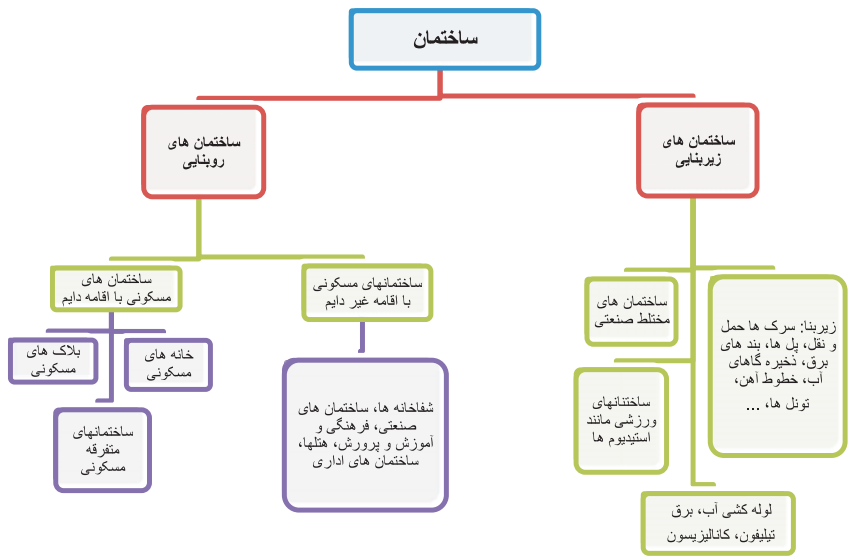 ساختمان
ساختمان های
زیربنایی
ساختمان های
روبنایی
زیربنا: سرک ها حمل
و نقل، پل ها، بند های
برق، ذخیره گاهای
آب، خطوط آهن،
تونل ها، ...
ساختمان های
مختلط صنعتی
ساختنانهای
ورزشی مانند
استیدیوم ها
لوله کشی آب، برق
تیلیفون، کانالیزیسون
ساختمانهای مسکونی
با اقامه غیر دایم
شفاخانه ها، ساختمان های
صنعتی، فرهنگی و
آموزش و پرورش، هتلها،
ساختمان های اداری
ساختمان های
مسکونی با اقامه دایم
خانه های
مسکونی
بلاک های
مسکونی
ساختمانهای
متفرقه
مسکونی